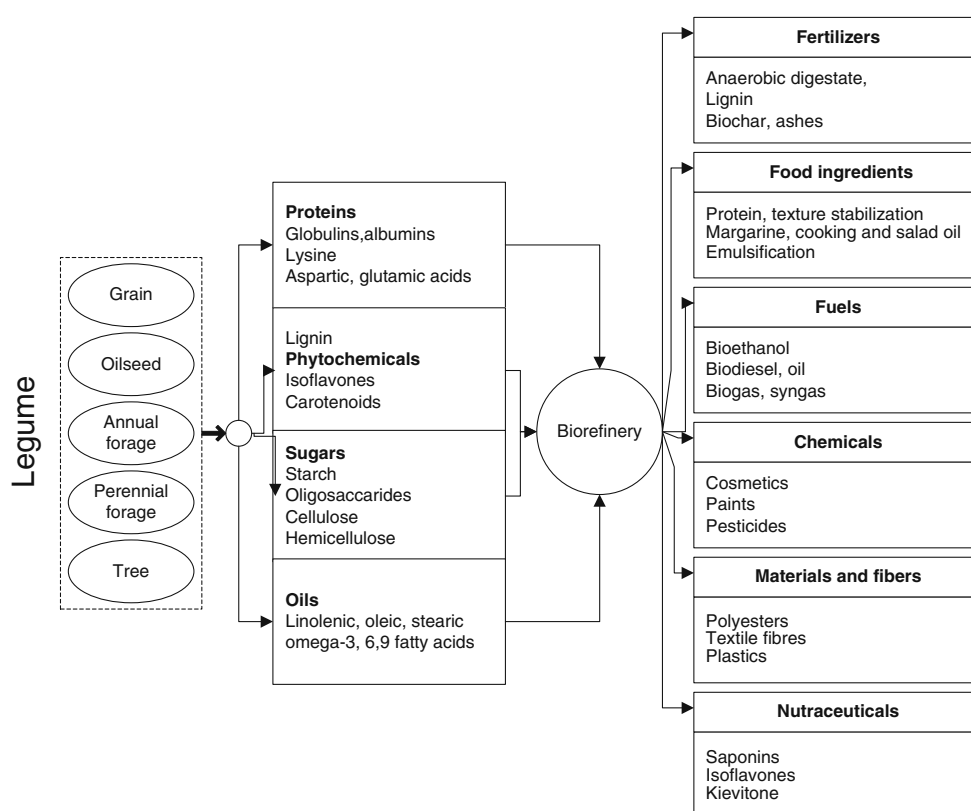 Legume
Grain
Oilseed
Annual
forage
Perennial
forage
Tree
Proteins
Globulins,albumins
Lysine
Aspartic, glutamic acids
Lignin
Phytochemicals
Isoflavones
Carotenoids
Sugars
Starch
Oligosaccarides
Cellulose
Hemicellulose
Oils
Linolenic, oleic, stearic
omega-3, 6,9 fatty acids
Biorefinery
Fertilizers
Anaerobic digestate,
Lignin
Biochar, ashes
Food ingredients
Protein, texture stabilization
Margarine, cooking and salad oil
Emulsification
Fuels
Bioethanol
Biodiesel, oil
Biogas, syngas
Chemicals
Cosmetics
Paints
Pesticides
Materials and fibers
Polyesters
Textile fibres
Plastics
Nutraceuticals
Saponins
Isoflavones
Kievitone